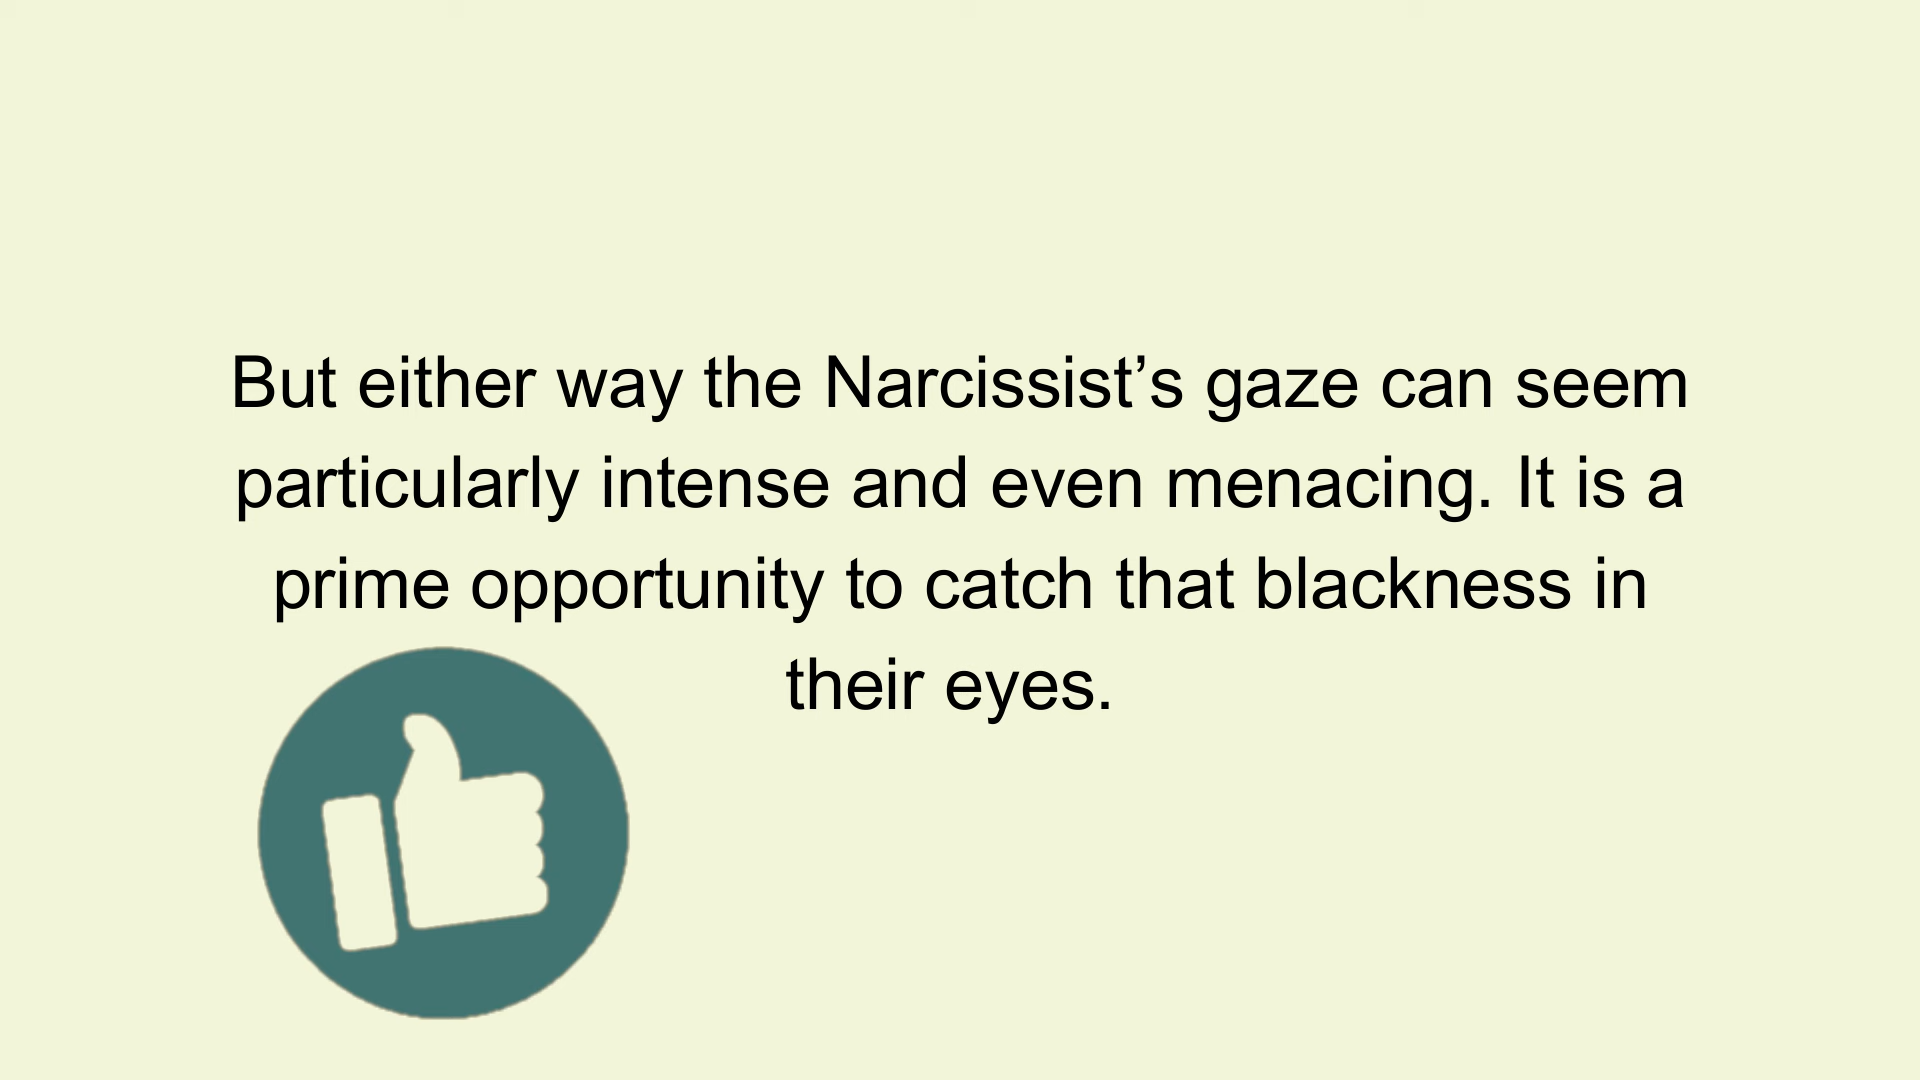 But either way the Narcissist’s gaze can seem
particularly intense and even menacing. It is a
prime opportunity to catch that blackness in
their eyes.